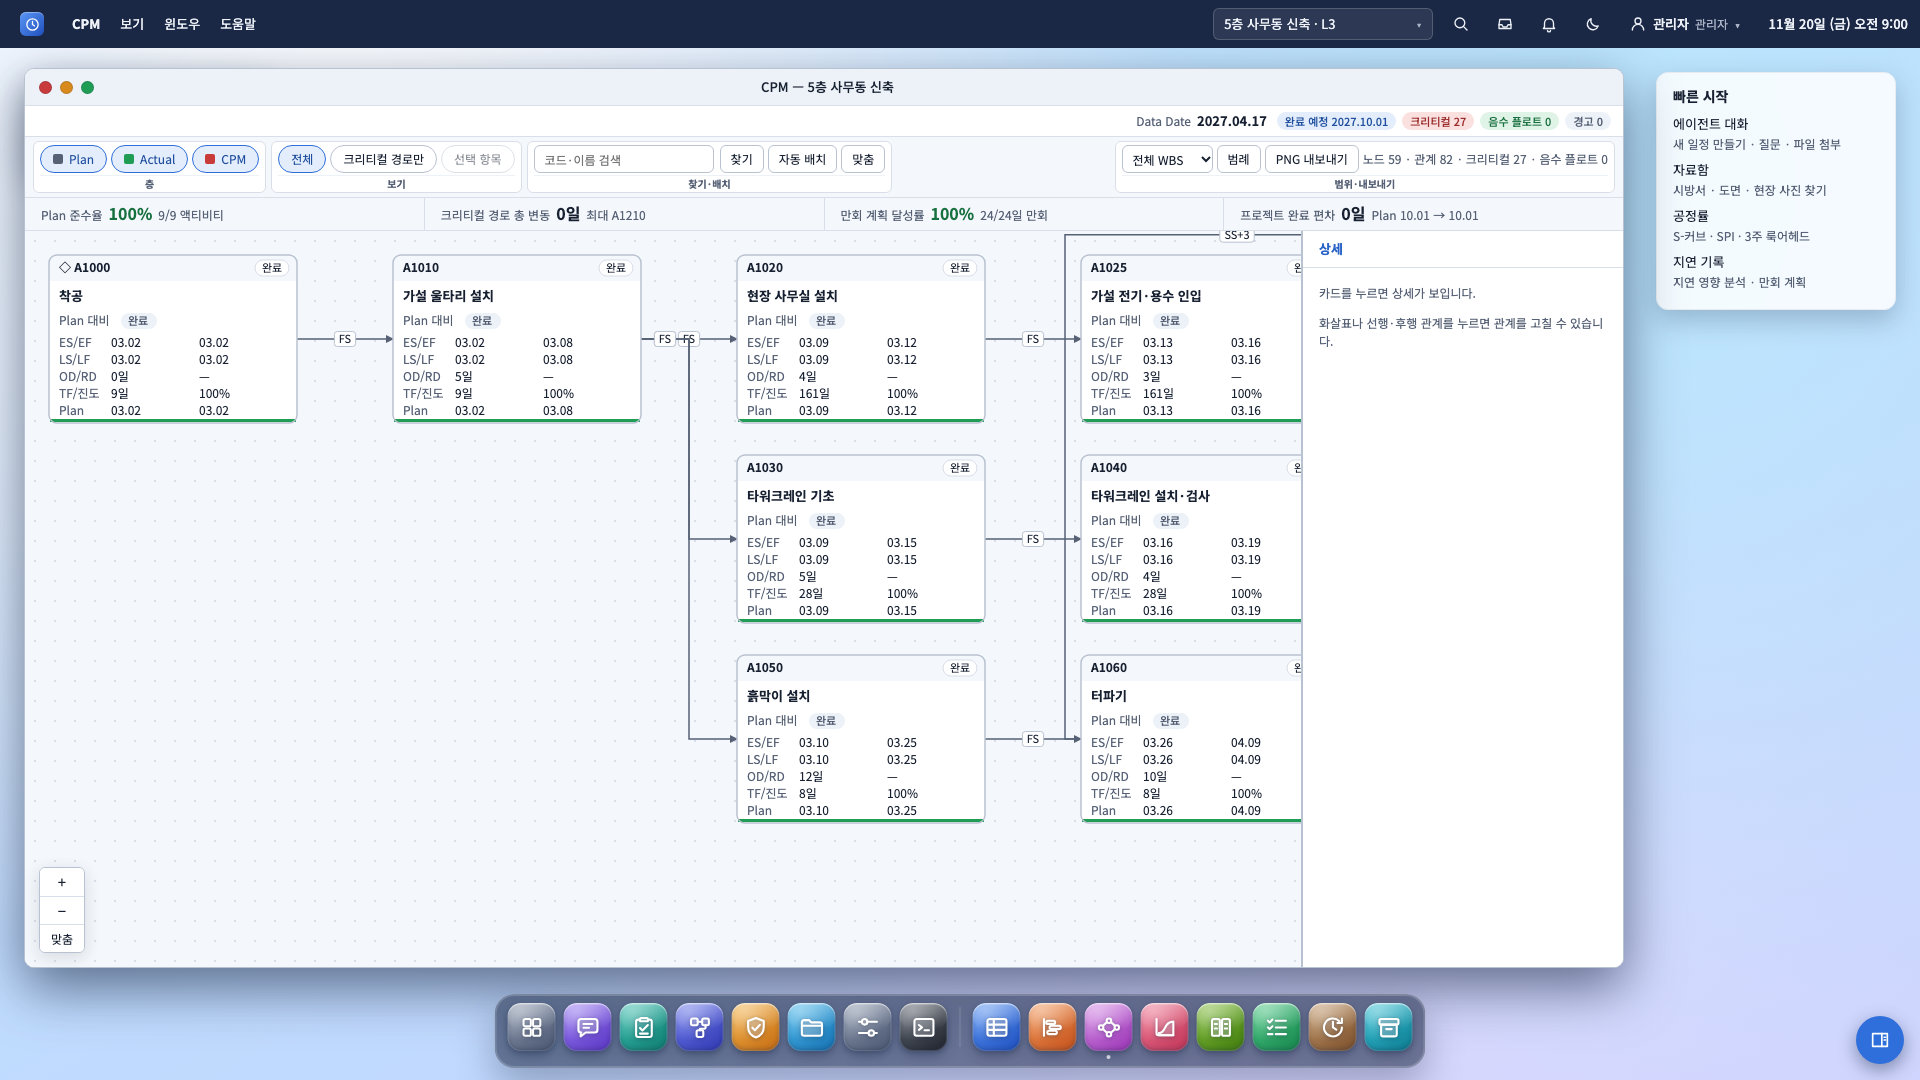 CPM 보기 윈도우 도움말 5층 사무동 신축 · L3 관리자 관리자 11월 20일 (금) 오전 9:00
CPM — 5층 사무동 신축
Data Date 2027.04.17 완료 예정 2027.10.01 크리티컬 27 음수 플로트 0 경고 0
Plan Actual CPM
층
전체 크리티컬 경로만 선택 항목
보기
코드·이름 검색 찾기 자동 배치 맞춤
찾기·배치
전체 WBS 범례 PNG 내보내기 노드 59 · 관계 82 · 크리티컬 27 · 음수 플로트 0
범위·내보내기
Plan 준수율 100% 9/9 액티비티
크리티컬 경로 총 변동 0일 최대 A1210
만회 계획 달성률 100% 24/24일 만회
프로젝트 완료 편차 0일 Plan 10.01 → 10.01
SS+3
◇ A1000 완료
착공
Plan 대비 완료
ES/EF 03.02 03.02
LS/LF 03.02 03.02
OD/RD 0일 —
TF/진도 9일 100%
Plan 03.02 03.02
FS
A1010 완료
가설 울타리 설치
Plan 대비 완료
ES/EF 03.02 03.08
LS/LF 03.02 03.08
OD/RD 5일 —
TF/진도 9일 100%
Plan 03.02 03.08
FS FS
A1020 완료
현장 사무실 설치
Plan 대비 완료
ES/EF 03.09 03.12
LS/LF 03.09 03.12
OD/RD 4일 —
TF/진도 161일 100%
Plan 03.09 03.12
FS
A1025
가설 전기·용수 인입
Plan 대비 완료
ES/EF 03.13 03.16
LS/LF 03.13 03.16
OD/RD 3일 —
TF/진도 161일 100%
Plan 03.13 03.16
A1030 완료
타워크레인 기초
Plan 대비 완료
ES/EF 03.09 03.15
LS/LF 03.09 03.15
OD/RD 5일 —
TF/진도 28일 100%
Plan 03.09 03.15
FS
A1040
타워크레인 설치·검사
Plan 대비 완료
ES/EF 03.16 03.19
LS/LF 03.16 03.19
OD/RD 4일 —
TF/진도 28일 100%
Plan 03.16 03.19
A1050 완료
흙막이 설치
Plan 대비 완료
ES/EF 03.10 03.25
LS/LF 03.10 03.25
OD/RD 12일 —
TF/진도 8일 100%
Plan 03.10 03.25
FS
A1060
터파기
Plan 대비 완료
ES/EF 03.26 04.09
LS/LF 03.26 04.09
OD/RD 10일 —
TF/진도 8일 100%
Plan 03.26 04.09
+
−
맞춤
상세
카드를 누르면 상세가 보입니다.
화살표나 선행·후행 관계를 누르면 관계를 고칠 수 있습니
다.
빠른 시작
에이전트 대화
새 일정 만들기 · 질문 · 파일 첨부
자료함
시방서 · 도면 · 현장 사진 찾기
공정률
S-커브 · SPI · 3주 룩어헤드
지연 기록
지연 영향 분석 · 만회 계획